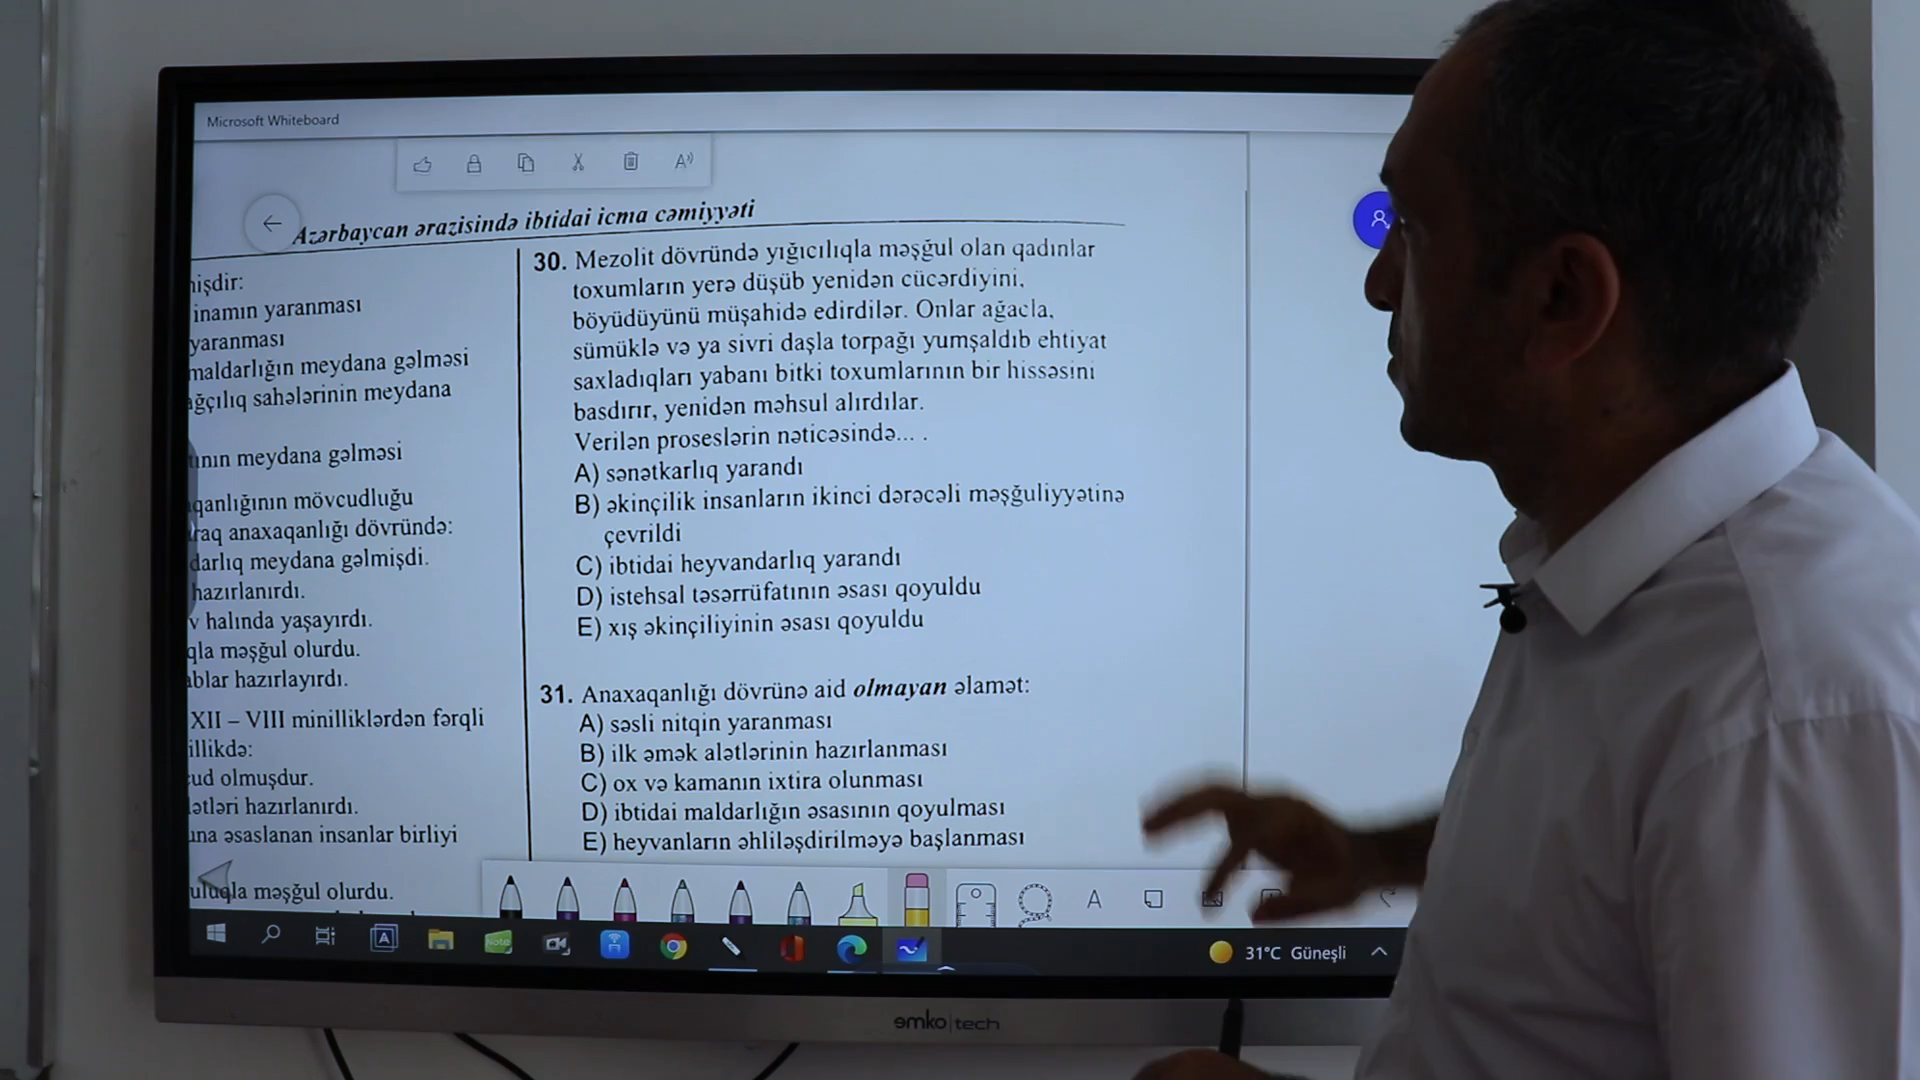 Microsoft Whiteboard
Azərbaycan ərazisində ibtidai icma cəmiyyəti
nişdir:
inamın yaranması
yaranması
maldarlığın meydana gəlməsi
ağçılıq sahələrinin meydana
ının meydana gəlməsi
qanlığının mövcudluğu
raq anaxaqanlığı dövründə:
darlıq meydana gəlmişdi.
hazırlanırdı.
v halında yaşayırdı.
qla məşğul olurdu.
ablar hazırlayırdı.
XII – VIII minilliklərdən fərqli
illikdə:
ud olmuşdur.
lətləri hazırlanırdı.
una əsaslanan insanlar birliyi
uluqla məşğul olurdu.
30. Mezolit dövründə yığıcılıqla məşğul olan qadınlar
toxumların yerə düşüb yenidən cücərdiyini,
böyüdüyünü müşahidə edirdilər. Onlar ağacla,
sümüklə və ya sivri daşla torpağı yumşaldıb ehtiyat
saxladıqları yabanı bitki toxumlarının bir hissəsini
basdırır, yenidən məhsul alırdılar.
Verilən proseslərin nəticəsində... .
A) sənətkarlıq yarandı
B) əkinçilik insanların ikinci dərəcəli məşğuliyyətinə
çevrildi
C) ibtidai heyvandarlıq yarandı
D) istehsal təsərrüfatının əsası qoyuldu
E) xış əkinçiliyinin əsası qoyuldu
31. Anaxaqanlığı dövrünə aid olmayan əlamət:
A) səsli nitqin yaranması
B) ilk əmək alətlərinin hazırlanması
C) ox və kamanın ixtira olunması
D) ibtidai maldarlığın əsasının qoyulması
E) heyvanların əhliləşdirilməyə başlanması
31°C Güneşli
emko | tech